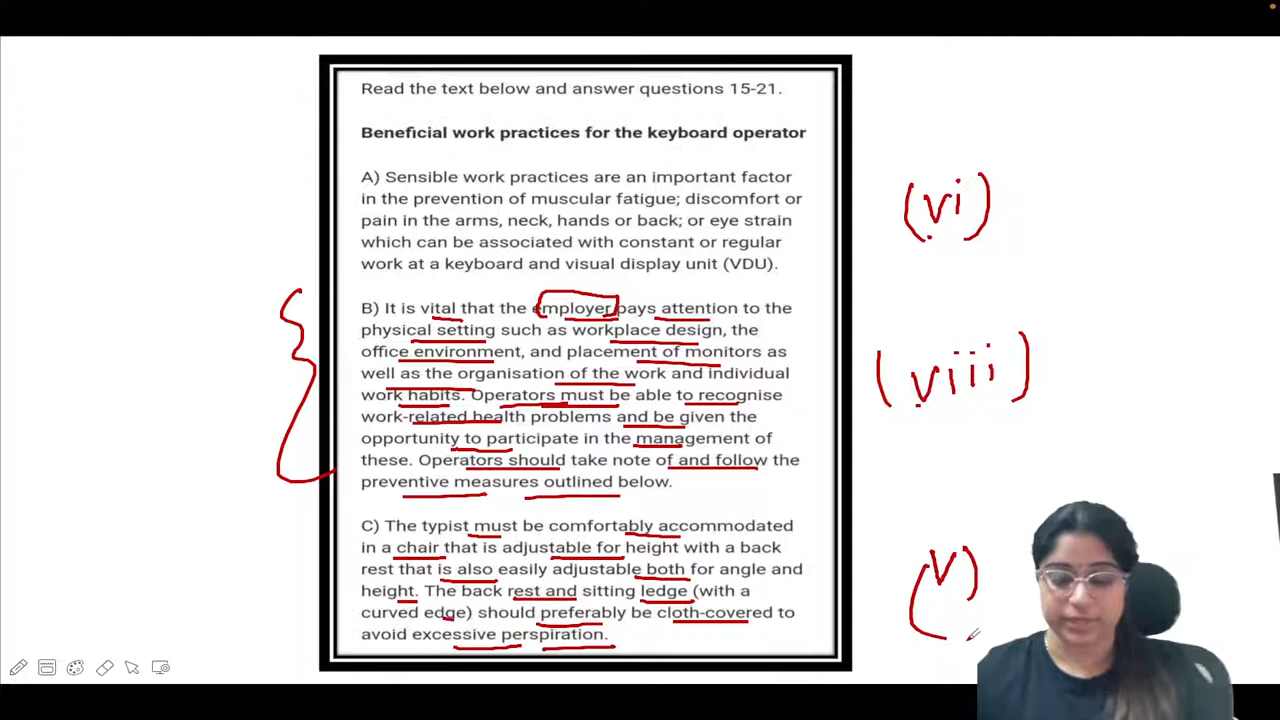 Read the text below and answer questions 15-21.
Beneficial work practices for the keyboard operator
A) Sensible work practices are an important factor
in the prevention of muscular fatigue; discomfort or
pain in the arms, neck, hands or back; or eye strain
which can be associated with constant or regular
work at a keyboard and visual display unit (VDU).
(vi)
B) It is vital that the employer pays attention to the
physical setting such as workplace design, the
office environment, and placement of monitors as
well as the organisation of the work and individual
work habits. Operators must be able to recognise
work-related health problems and be given the
opportunity to participate in the management of
these. Operators should take note of and follow the
preventive measures outlined below.
(viii)
C) The typist must be comfortably accommodated
in a chair that is adjustable for height with a back
rest that is also easily adjustable both for angle and
height. The back rest and sitting ledge (with a
curved edge) should preferably be cloth-covered to
avoid excessive perspiration.
(v)